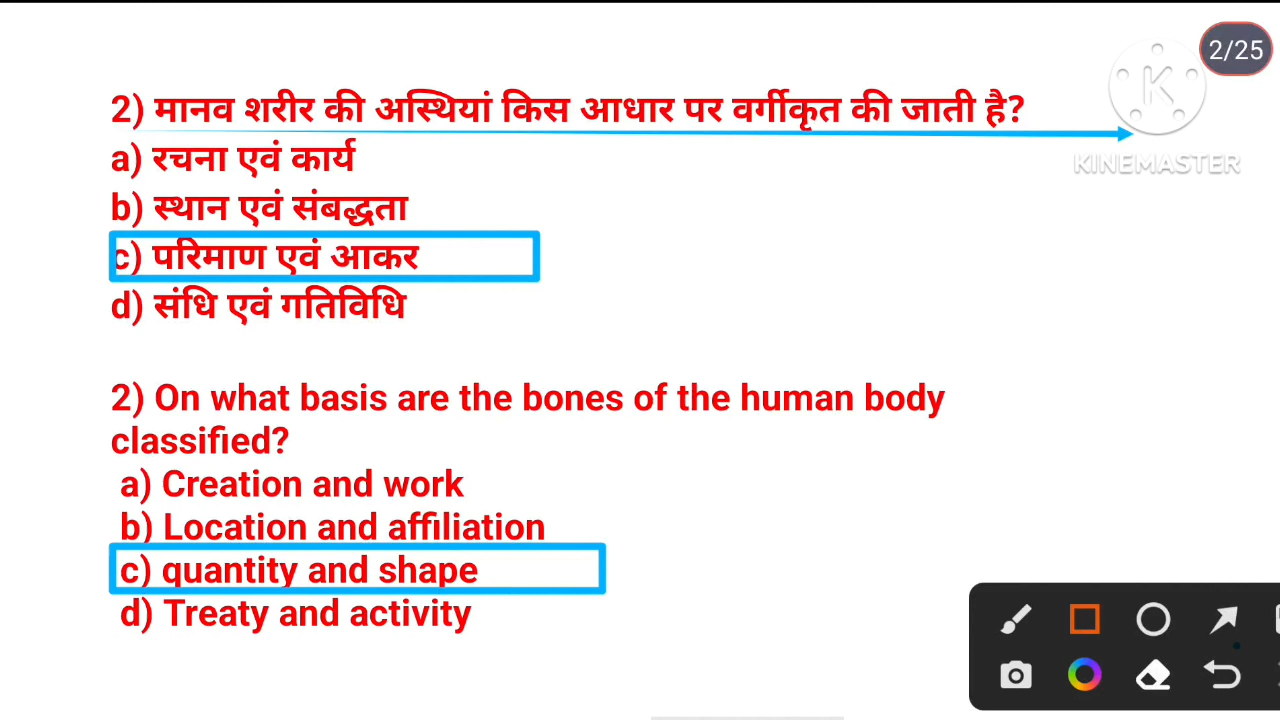 2/25
2) मानव शरीर की अस्थियां किस आधार पर वर्गीकृत की जाती है?
a) रचना एवं कार्य
b) स्थान एवं संबद्धता
c) परिमाण एवं आकर
d) संधि एवं गतिविधि
K
KINEMASTER
2) On what basis are the bones of the human body
classified?
a) Creation and work
b) Location and affiliation
c) quantity and shape
d) Treaty and activity